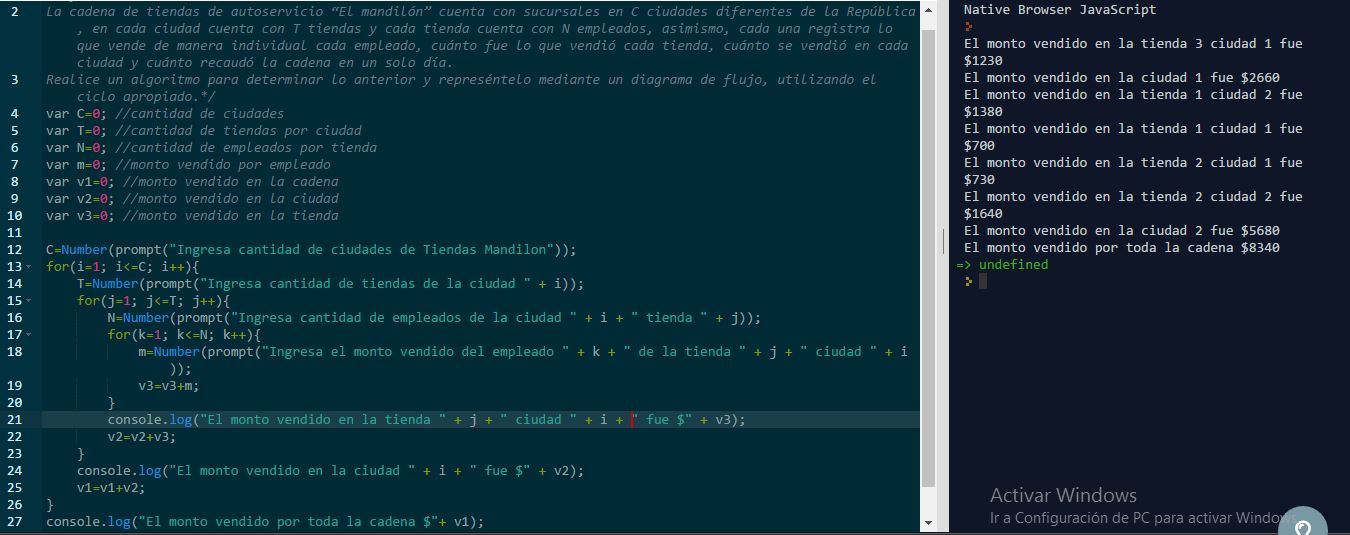 2 La cadena de tiendas de autoservicio “El mandilón” cuenta con sucursales en C ciudades diferentes de la República
, en cada ciudad cuenta con T tiendas y cada tienda cuenta con N empleados, asimismo, cada una registra lo
que vende de manera individual cada empleado, cuánto fue lo que vendió cada tienda, cuánto se vendió en cada
ciudad y cuánto recaudó la cadena en un solo día.
3 Realice un algoritmo para determinar lo anterior y represéntelo mediante un diagrama de flujo, utilizando el
ciclo apropiado.*/
4 var C=0; //cantidad de ciudades
5 var T=0; //cantidad de tiendas por ciudad
6 var N=0; //cantidad de empleados por tienda
7 var m=0; //monto vendido por empleado
8 var v1=0; //monto vendido en la cadena
9 var v2=0; //monto vendido en la ciudad
10 var v3=0; //monto vendido en la tienda
11
12 C=Number(prompt("Ingresa cantidad de ciudades de Tiendas Mandilon"));
13 for(i=1; i<=C; i++){
14 T=Number(prompt("Ingresa cantidad de tiendas de la ciudad " + i));
15 for(j=1; j<=T; j++){
16 N=Number(prompt("Ingresa cantidad de empleados de la ciudad " + i + " tienda " + j));
17 for(k=1; k<=N; k++){
18 m=Number(prompt("Ingresa el monto vendido del empleado " + k + " de la tienda " + j + " ciudad " + i
));
19 v3=v3+m;
20 }
21 console.log("El monto vendido en la tienda " + j + " ciudad " + i + " fue $" + v3);
22 v2=v2+v3;
23 }
24 console.log("El monto vendido en la ciudad " + i + " fue $" + v2);
25 v1=v1+v2;
26 }
27 console.log("El monto vendido por toda la cadena $"+ v1);
Native Browser JavaScript
El monto vendido en la tienda 3 ciudad 1 fue
$1230
El monto vendido en la ciudad 1 fue $2660
El monto vendido en la tienda 1 ciudad 2 fue
$1380
El monto vendido en la tienda 1 ciudad 1 fue
$700
El monto vendido en la tienda 2 ciudad 1 fue
$730
El monto vendido en la tienda 2 ciudad 2 fue
$1640
El monto vendido en la ciudad 2 fue $5680
El monto vendido por toda la cadena $8340
=> undefined
Activar Windows
Ir a Configuración de PC para activar Windows.